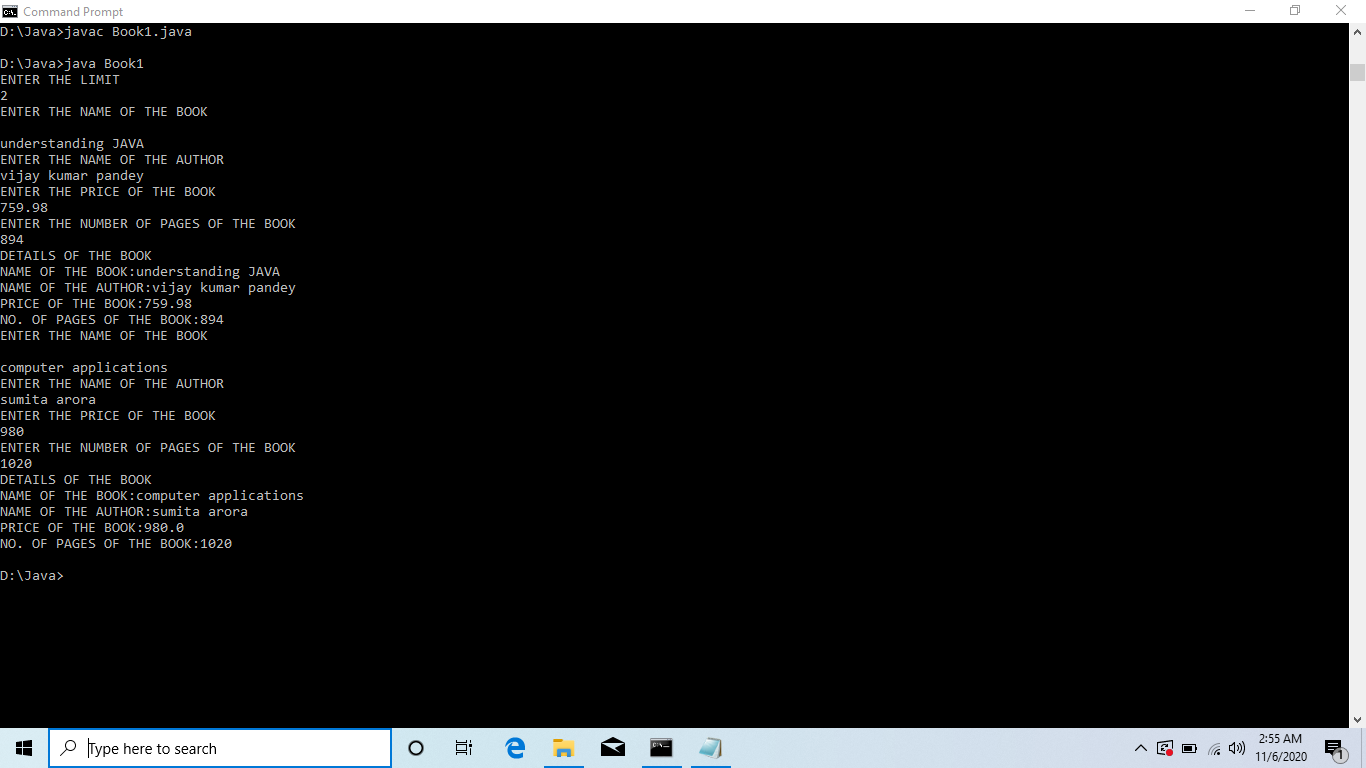 Command Prompt
D:\Java>javac Book1.java
D:\Java>java Book1
ENTER THE LIMIT
2
ENTER THE NAME OF THE BOOK
understanding JAVA
ENTER THE NAME OF THE AUTHOR
vijay kumar pandey
ENTER THE PRICE OF THE BOOK
759.98
ENTER THE NUMBER OF PAGES OF THE BOOK
894
DETAILS OF THE BOOK
NAME OF THE BOOK:understanding JAVA
NAME OF THE AUTHOR:vijay kumar pandey
PRICE OF THE BOOK:759.98
NO. OF PAGES OF THE BOOK:894
ENTER THE NAME OF THE BOOK
computer applications
ENTER THE NAME OF THE AUTHOR
sumita arora
ENTER THE PRICE OF THE BOOK
980
ENTER THE NUMBER OF PAGES OF THE BOOK
1020
DETAILS OF THE BOOK
NAME OF THE BOOK:computer applications
NAME OF THE AUTHOR:sumita arora
PRICE OF THE BOOK:980.0
NO. OF PAGES OF THE BOOK:1020
D:\Java>
Type here to search
2:55 AM
11/6/2020
1